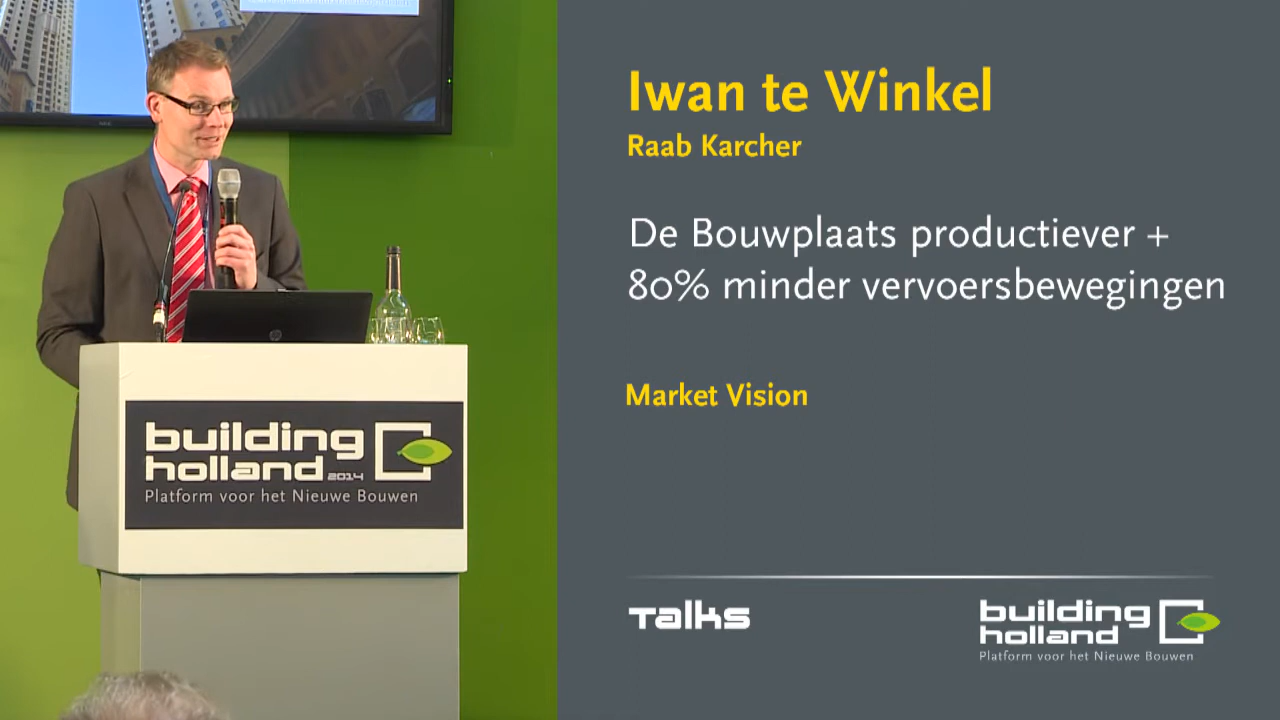 Iwan te Winkel
Raab Karcher
De Bouwplaats productiever +
80% minder vervoersbewegingen
Market Vision
building
holland 2014
Platform voor het Nieuwe Bouwen
Talks
building
holland
Platform voor het Nieuwe Bouwen